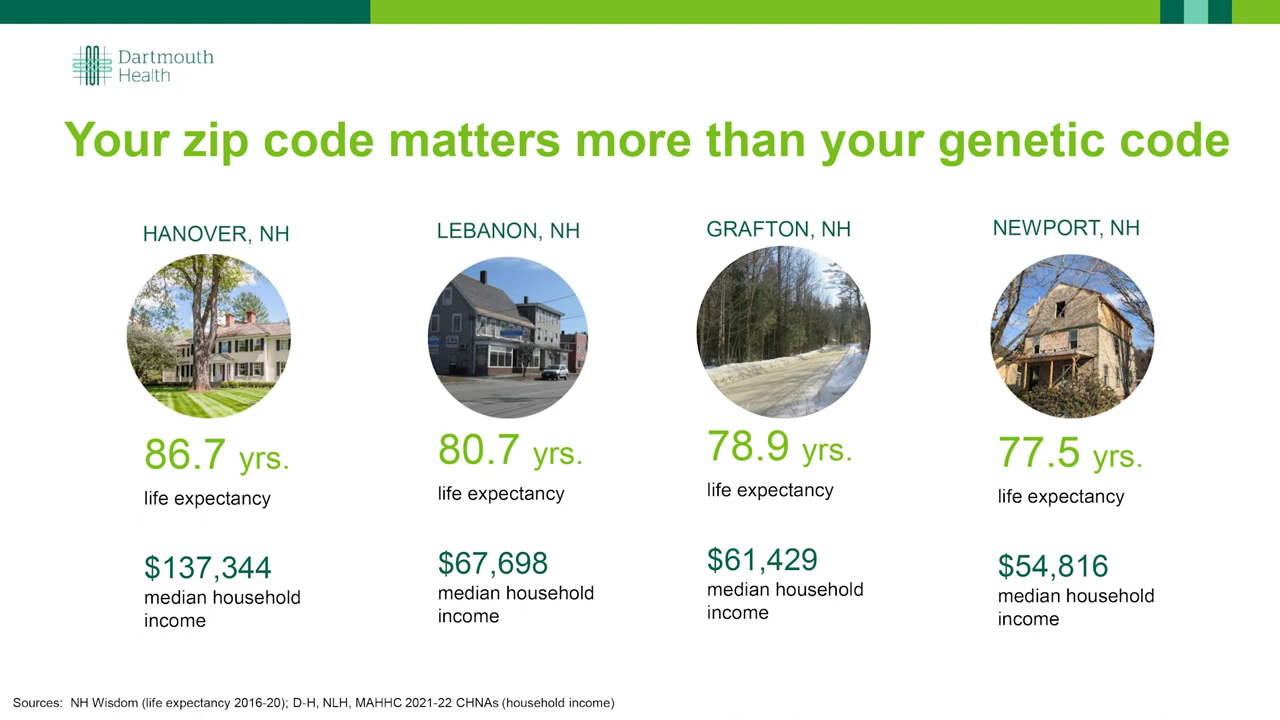 Dartmouth
Health
Your zip code matters more than your genetic code
HANOVER, NH
86.7 yrs.
life expectancy
$137,344
median household
income
LEBANON, NH
80.7 yrs.
life expectancy
$67,698
median household
income
GRAFTON, NH
78.9 yrs.
life expectancy
$61,429
median household
income
NEWPORT, NH
77.5 yrs.
life expectancy
$54,816
median household
income
Sources: NH Wisdom (life expectancy 2016-20); D-H, NLH, MAHHC 2021-22 CHNAs (household income)